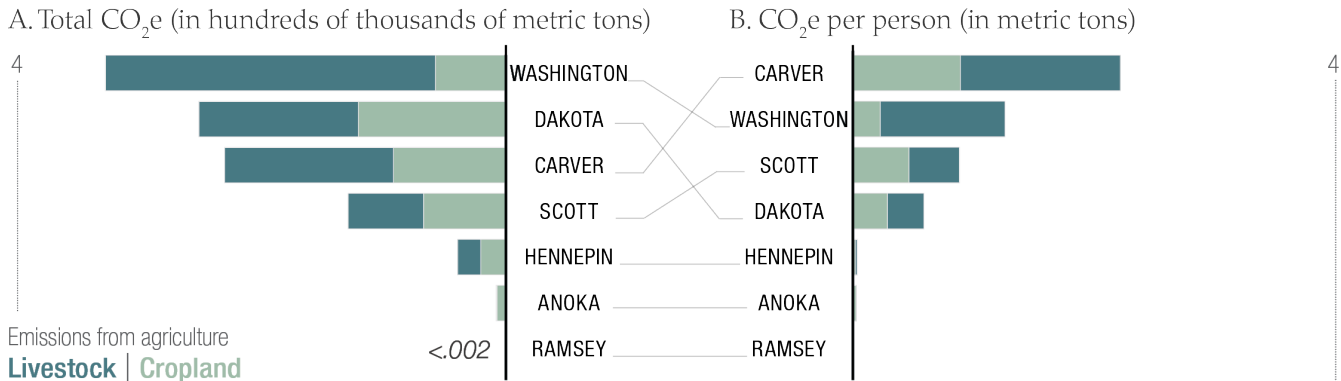 A. Total CO₂e (in hundreds of thousands of metric tons)
B. CO₂e per person (in metric tons)
4
4
WASHINGTON
CARVER
DAKOTA
WASHINGTON
CARVER
SCOTT
SCOTT
DAKOTA
HENNEPIN
HENNEPIN
ANOKA
ANOKA
<.002
RAMSEY
RAMSEY
Emissions from agriculture
Livestock | Cropland